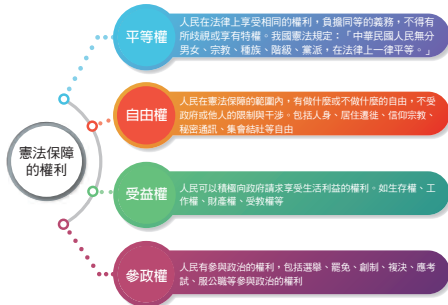 憲法保障
的權利
平等權
人民在法律上享受相同的權利，負擔同等的義務，不得有
所歧視或享有特權。我國憲法規定：「中華民國人民無分
男女、宗教、種族、階級、黨派，在法律上一律平等。」
自由權
人民在憲法保障的範圍內，有做什麼或不做什麼的自由，不受
政府或他人的限制與干涉。包括人身、居住遷徙、信仰宗教、
秘密通訊、集會結社等自由
受益權
人民可以積極向政府請求享受生活利益的權利。如生存權、工
作權、財產權、受教權等
參政權
人民有參與政治的權利，包括選舉、罷免、創制、複決、應考
試、服公職等參與政治的權利